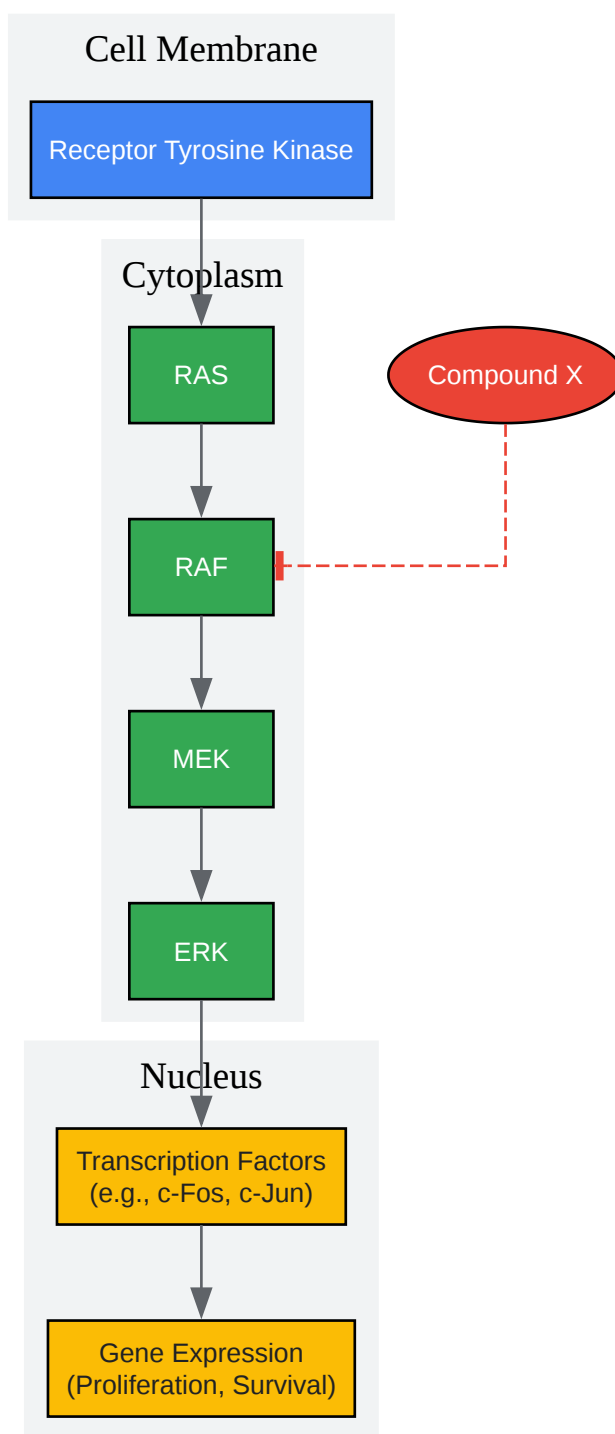 Cell Membrane
Receptor Tyrosine Kinase
Cytoplasm
RAS
Compound X
RAF
MEK
ERK
Nucleus
Transcription Factors
(e.g., c-Fos, c-Jun)
Gene Expression
(Proliferation, Survival)